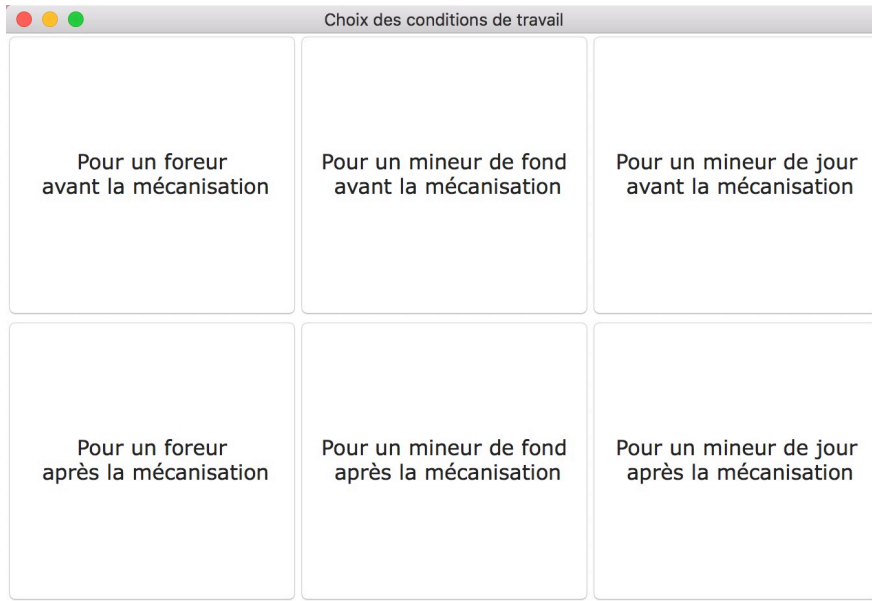 Choix des conditions de travail
Pour un foreur
avant la mécanisation
Pour un mineur de fond
avant la mécanisation
Pour un mineur de jour
avant la mécanisation
Pour un foreur
après la mécanisation
Pour un mineur de fond
après la mécanisation
Pour un mineur de jour
après la mécanisation